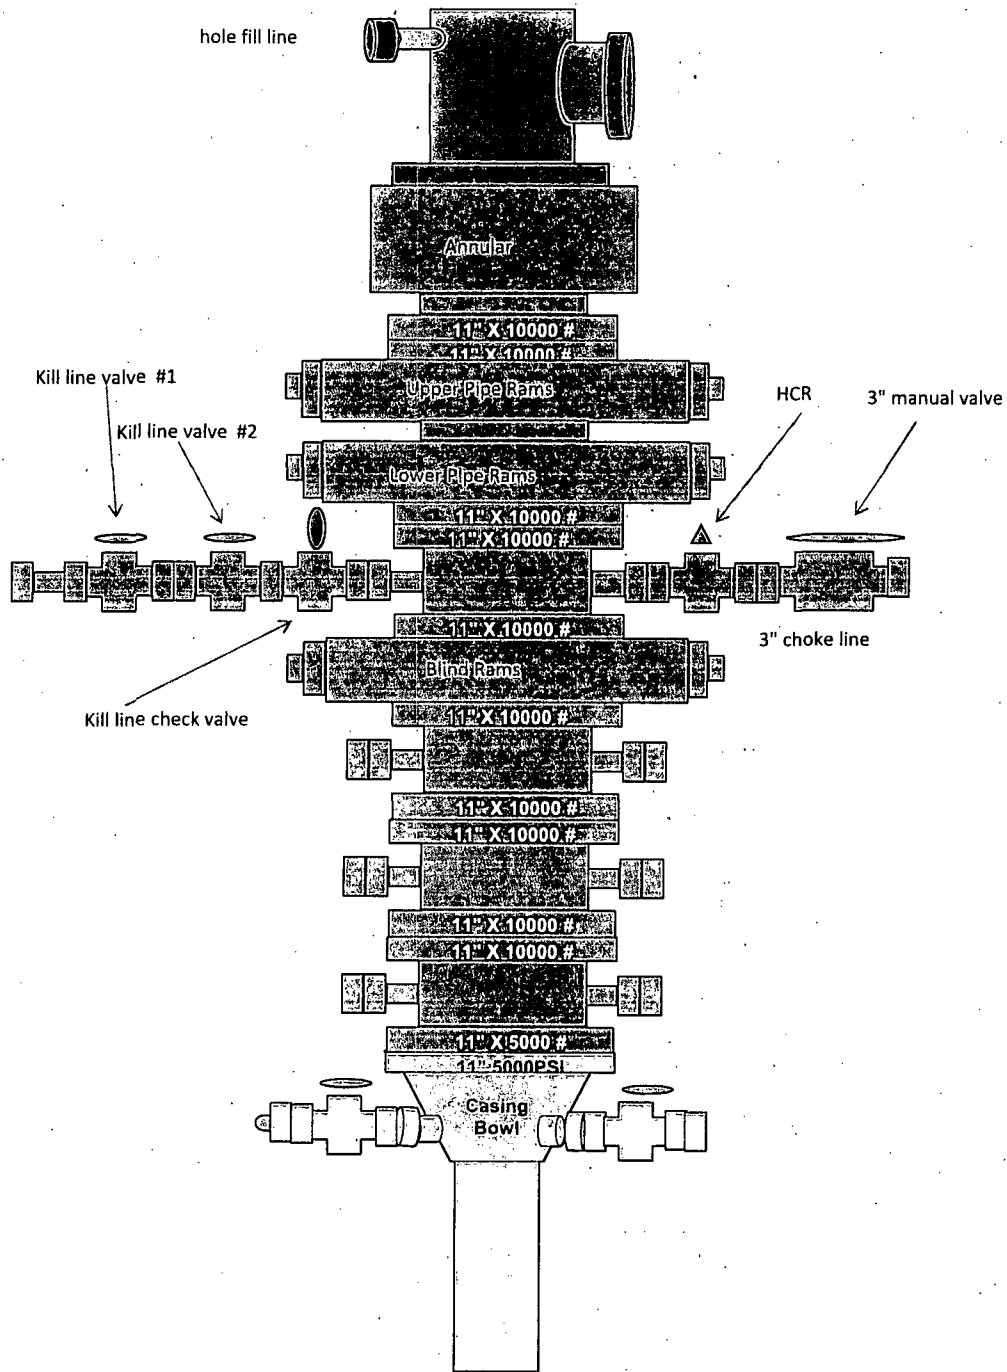 hole fill line
Annular
11" X 10000 #
11" X 10000 #
Upper Pipe Rams
Kill line valve #1
HCR
3" manual valve
Kill line valve #2
Lower Pipe Rams
11" X 10000 #
11" X 10000 #
11" X 10000 #
3" choke line
Blind Rams
Kill line check valve
11" X 10000 #
11" X 10000 #
11" X 10000 #
11" X 10000 #
11" X 10000 #
11" X 5000 #
11" 5000PSI
Casing
Bowl